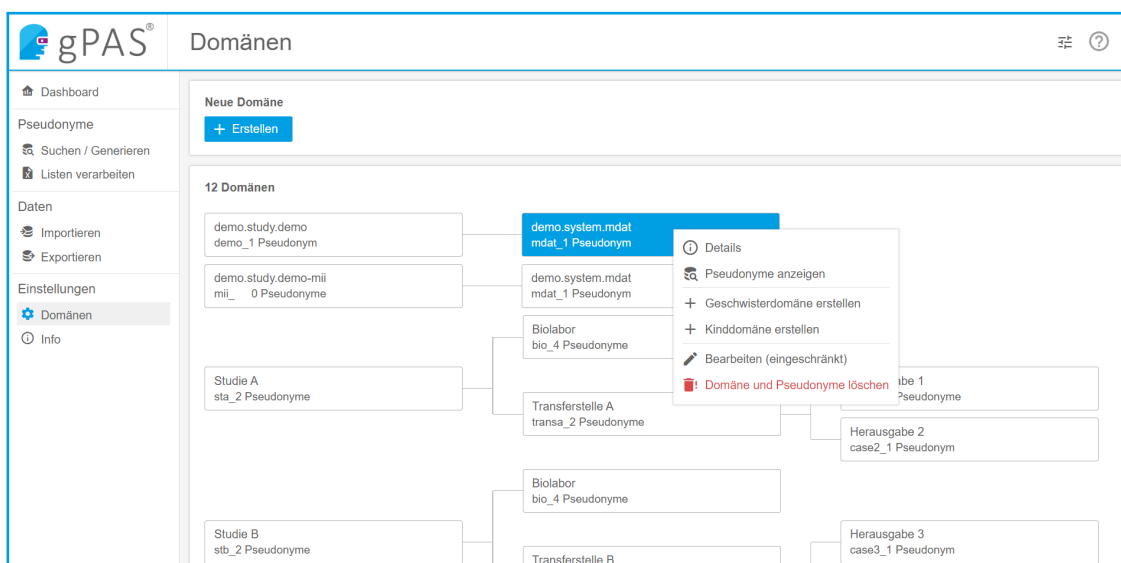 gPAS®
Domänen
Dashboard
Pseudonyme
Suchen / Generieren
Listen verarbeiten
Daten
Importieren
Exportieren
Einstellungen
Domänen
Info
Neue Domäne
+ Erstellen
12 Domänen
demo.study.demo
demo_1 Pseudonym
demo.system.mdat
mdat_1 Pseudonym
demo.study.demo-mii
mii_ 0 Pseudonyme
demo.system.mdat
mdat_1 Pseudonym
Details
Pseudonyme anzeigen
+ Geschwisterdomäne erstellen
+ Kinddomäne erstellen
Bearbeiten (eingeschränkt)
Domäne und Pseudonyme löschen
Biolabor
bio_4 Pseudonyme
Studie A
sta_2 Pseudonyme
Transferstelle A
transa_2 Pseudonyme
1
Pseudonyme
Herausgabe 2
case2_1 Pseudonym
Biolabor
bio_4 Pseudonyme
Studie B
stb_2 Pseudonyme
Transferstelle B
Herausgabe 3
case3_1 Pseudonym